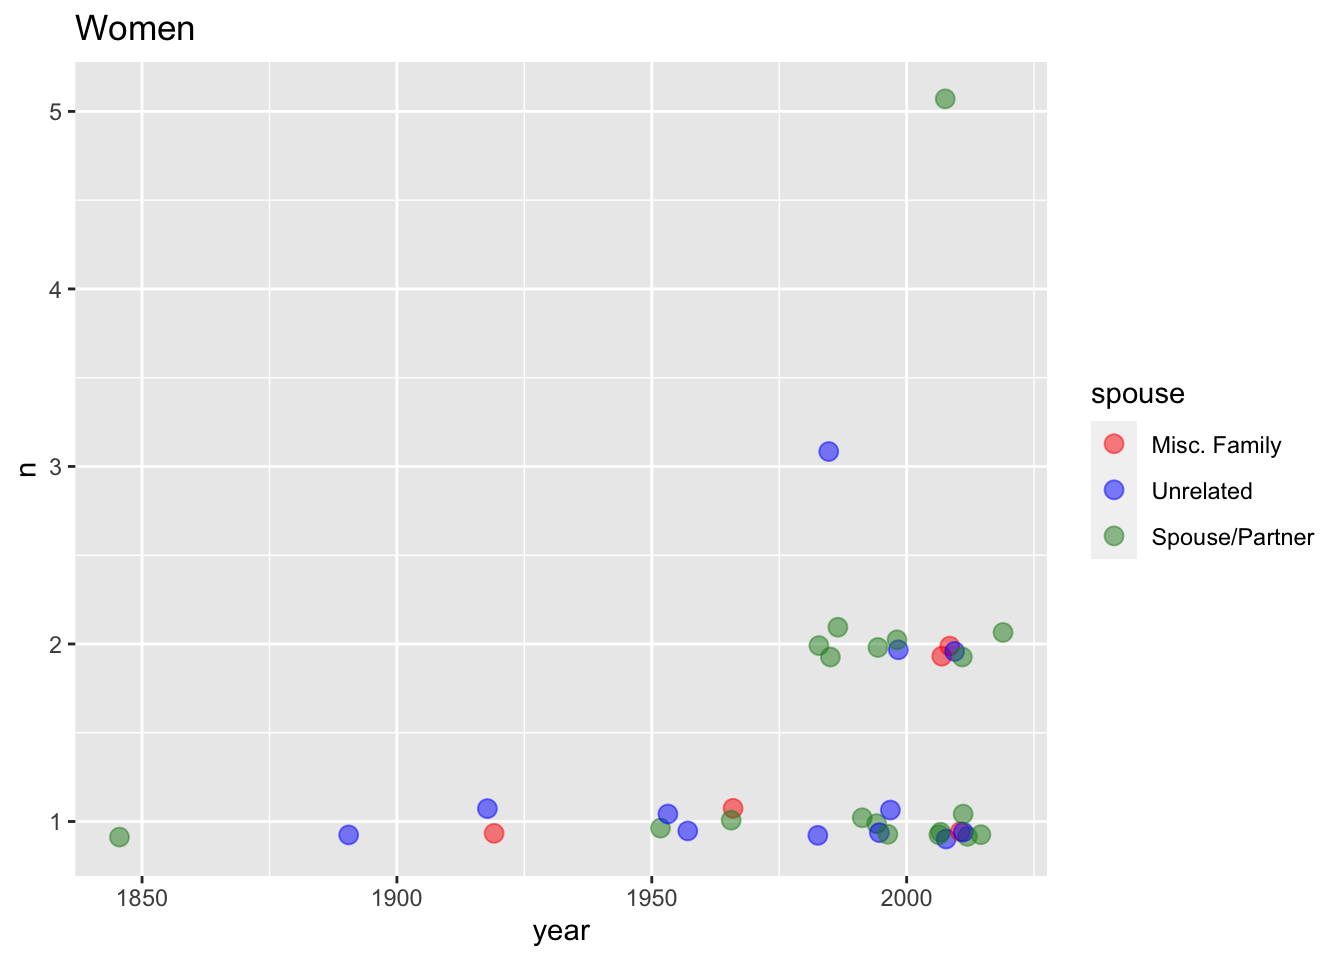 Women
5
4
3
2
1
n
1850
1900
1950
2000
year
spouse
Misc. Family
Unrelated
Spouse/Partner